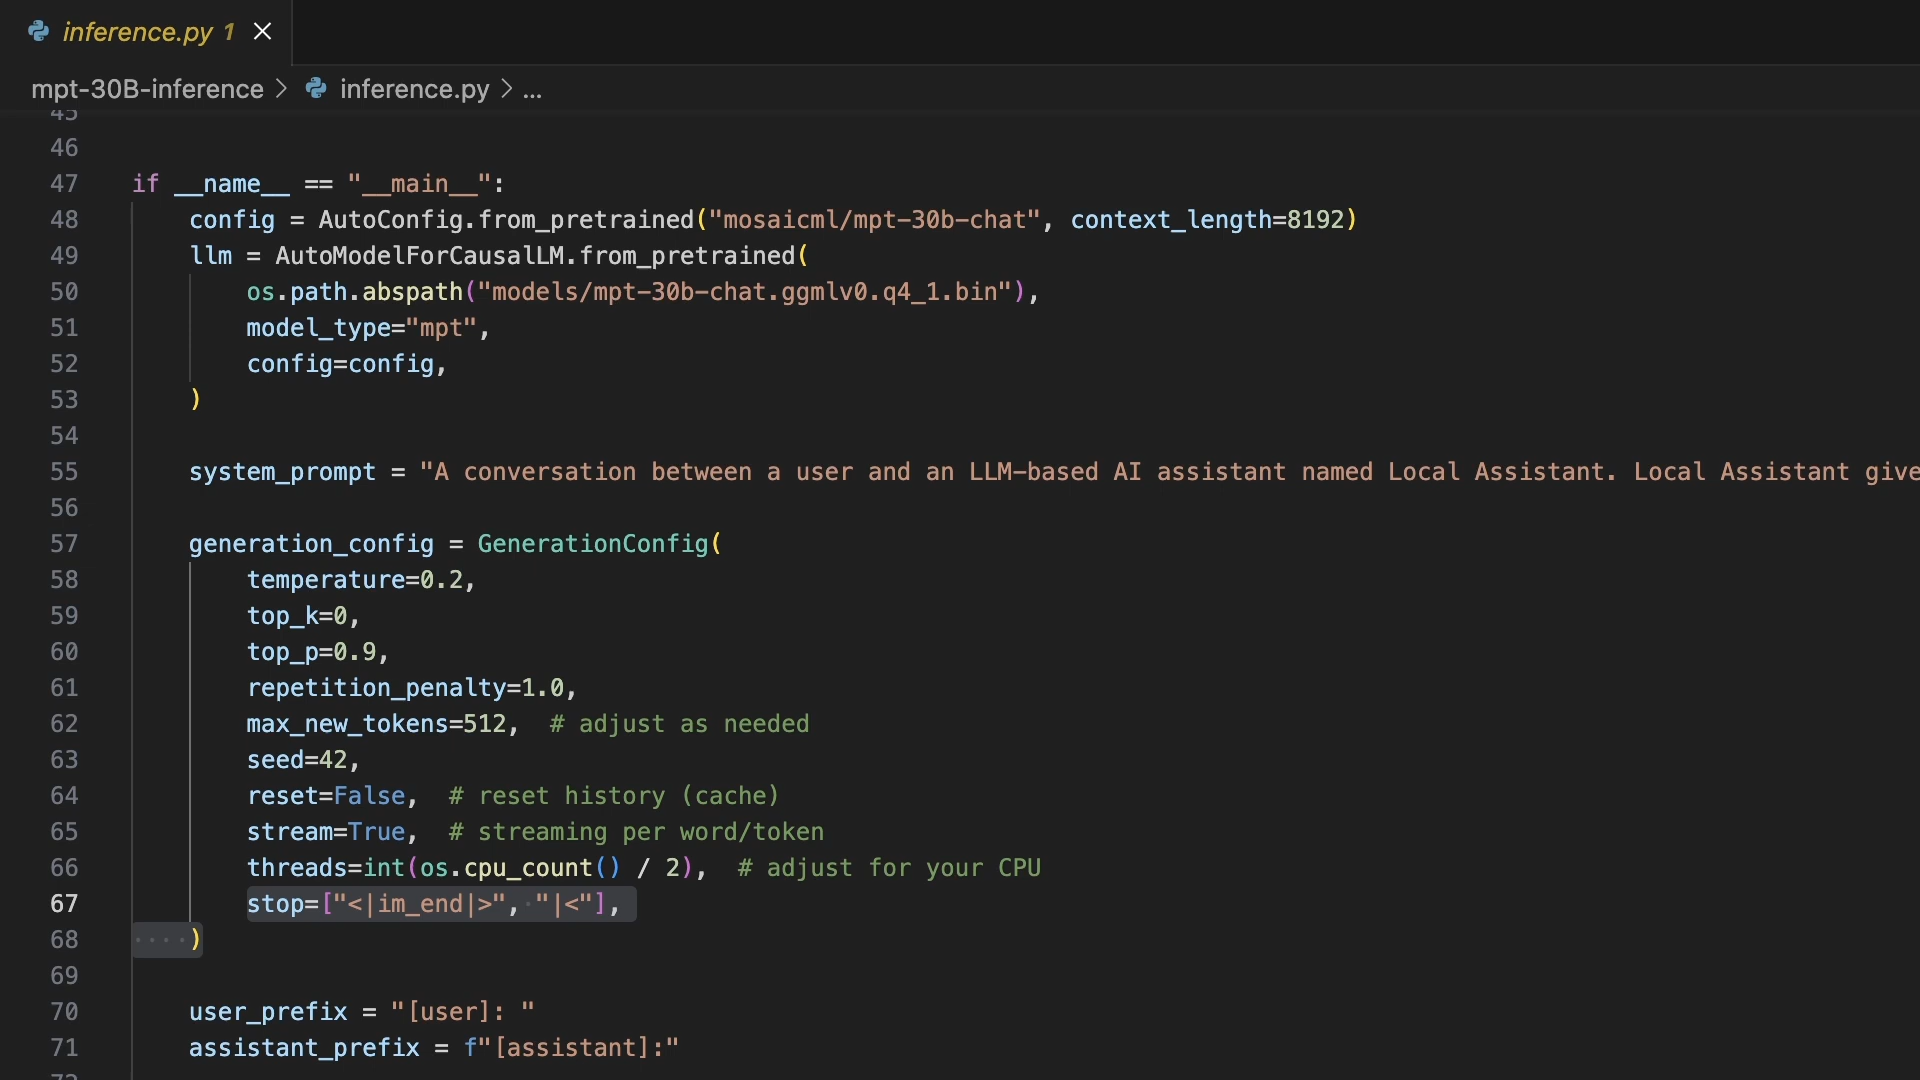 inference.py 1
mpt-30B-inference > inference.py > ...
45
46
47 if __name__ == "__main__":
48 config = AutoConfig.from_pretrained("mosaicml/mpt-30b-chat", context_length=8192)
49 llm = AutoModelForCausalLM.from_pretrained(
50 os.path.abspath("models/mpt-30b-chat.ggmlv0.q4_1.bin"),
51 model_type="mpt",
52 config=config,
53 )
54
55 system_prompt = "A conversation between a user and an LLM-based AI assistant named Local Assistant. Local Assistant give
56
57 generation_config = GenerationConfig(
58 temperature=0.2,
59 top_k=0,
60 top_p=0.9,
61 repetition_penalty=1.0,
62 max_new_tokens=512,  # adjust as needed
63 seed=42,
64 reset=False,  # reset history (cache)
65 stream=True,  # streaming per word/token
66 threads=int(os.cpu_count() / 2),  # adjust for your CPU
67 stop=["<|im_end|>", "|<"],
68 )
69
70 user_prefix = "[user]: "
71 assistant_prefix = f"[assistant]:"
72